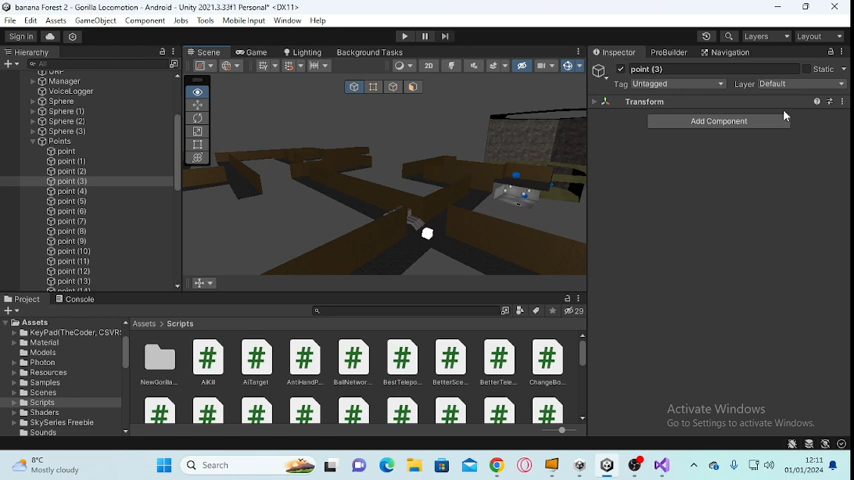 banana Forest 2 - Gorilla Locomotion - Android - Unity 2021.3.33f1 Personal* <DX11>
File Edit Assets GameObject Component Jobs Tools Mobile Input Window Help
Sign in
Layers
Layout
Hierarchy
All
Manager
VoiceLogger
Sphere
Sphere (1)
Sphere (2)
Sphere (3)
Points
point
point (1)
point (2)
point (3)
point (4)
point (5)
point (6)
point (7)
point (8)
point (9)
point (10)
point (11)
point (12)
point (13)
Scene Game Lighting Background Tasks
2D
Inspector ProBuilder Navigation
point (3)
Static
Tag Untagged
Layer Default
Transform
Add Component
Project Console
29
Assets
KeyPad(TheCoder, CSVR:
Material
Models
Photon
Resources
Samples
Scenes
Scripts
Shaders
SkySeries Freebie
Sounds
Assets > Scripts
NewGorilla... AiKill AiTarget AntiHandP... BallNetwor... BestTelepo... BetterSce... BetterTele... ChangeBo...
Activate Windows
Go to Settings to activate Windows.
8°C
Mostly cloudy
Search
12:11
01/01/2024